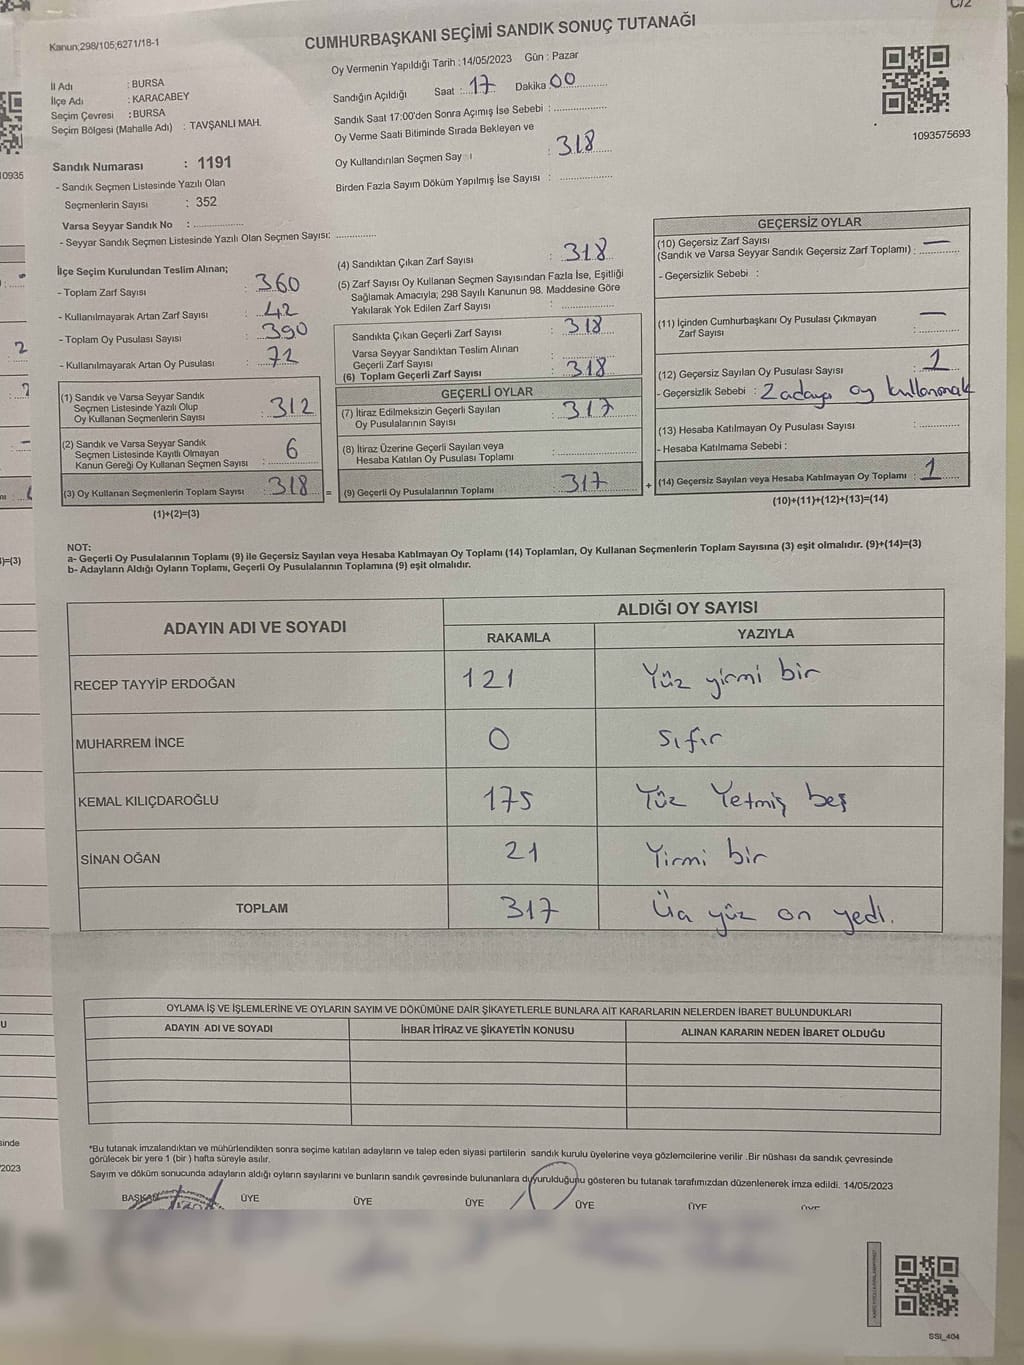 C/2
Kanun;298/105;6271/18-1
CUMHURBAŞKANI SEÇİMİ SANDIK SONUÇ TUTANAĞI
İl Adı : BURSA
İlçe Adı : KARACABEY
Seçim Çevresi : BURSA
Seçim Bölgesi (Mahalle Adı) : TAVŞANLI MAH.
Oy Vermenin Yapıldığı Tarih : 14/05/2023 Gün : Pazar
Sandığın Açıldığı Saat : 17 Dakika 00
Sandık Saat 17:00'den Sonra Açımış İse Sebebi :
Oy Verme Saati Bitiminde Sırada Bekleyen ve
Oy Kullandırılan Seçmen Say ı : 318
Birden Fazla Sayım Döküm Yapılmış İse Sayısı :
1093575693
Sandık Numarası : 1191
- Sandık Seçmen Listesinde Yazılı Olan
Seçmenlerin Sayısı : 352
Varsa Seyyar Sandık No :
- Seyyar Sandık Seçmen Listesinde Yazılı Olan Seçmen Sayısı:
İlçe Seçim Kurulundan Teslim Alınan;
- Toplam Zarf Sayısı : 360
- Kullanılmayarak Artan Zarf Sayısı : 42
- Toplam Oy Pusulası Sayısı : 390
- Kullanılmayarak Artan Oy Pusulası : 72
(1) Sandık ve Varsa Seyyar Sandık
Seçmen Listesinde Yazılı Olup
Oy Kullanan Seçmenlerin Sayısı : 312
(2) Sandık ve Varsa Seyyar Sandık
Seçmen Listesinde Kayıtlı Olmayan
Kanun Gereği Oy Kullanan Seçmen Sayısı : 6
(3) Oy Kullanan Seçmenlerin Toplam Sayısı : 318 =
(1)+(2)=(3)
(4) Sandıktan Çıkan Zarf Sayısı : 318
(5) Zarf Sayısı Oy Kullanan Seçmen Sayısından Fazla İse, Eşitliği
Sağlamak Amacıyla; 298 Sayılı Kanunun 98. Maddesine Göre
Yakılarak Yok Edilen Zarf Sayısı :
Sandıkta Çıkan Geçerli Zarf Sayısı : 318
Varsa Seyyar Sandıktan Teslim Alınan
Geçerli Zarf Sayısı :
(6) Toplam Geçerli Zarf Sayısı : 318
GEÇERLİ OYLAR
(7) İtiraz Edilmeksizin Geçerli Sayılan
Oy Pusulalarının Sayısı : 317
(8) İtiraz Üzerine Geçerli Sayılan veya
Hesaba Katılan Oy Pusulası Toplamı :
(9) Geçerli Oy Pusulalarının Toplamı : 317 +
GEÇERSİZ OYLAR
(10) Geçersiz Zarf Sayısı
(Sandık ve Varsa Seyyar Sandık Geçersiz Zarf Toplamı) : —
- Geçersizlik Sebebi :
(11) İçinden Cumhurbaşkanı Oy Pusulası Çıkmayan
Zarf Sayısı : —
(12) Geçersiz Sayılan Oy Pusulası Sayısı : 1
- Geçersizlik Sebebi : 2 adaya oy kullanmak
(13) Hesaba Katılmayan Oy Pusulası Sayısı :
- Hesaba Katılmama Sebebi :
(14) Geçersiz Sayılan veya Hesaba Katılmayan Oy Toplamı : 1
(10)+(11)+(12)+(13)=(14)
NOT:
a- Geçerli Oy Pusulalarının Toplamı (9) ile Geçersiz Sayılan veya Hesaba Katılmayan Oy Toplamı (14) Toplamları, Oy Kullanan Seçmenlerin Toplam Sayısına (3) eşit olmalıdır. (9)+(14)=(3)
b- Adayların Aldığı Oyların Toplamı, Geçerli Oy Pusulalarının Toplamına (9) eşit olmalıdır.
ADAYIN ADI VE SOYADI ALDIĞI OY SAYISI
RAKAMLA YAZIYLA
RECEP TAYYİP ERDOĞAN 121 Yüz yirmi bir
MUHARREM İNCE 0 Sıfır
KEMAL KILIÇDAROĞLU 175 Yüz Yetmiş beş
SİNAN OĞAN 21 Yirmi bir
TOPLAM 317 Üç yüz on yedi.
OYLAMA İŞ VE İŞLEMLERİNE VE OYLARIN SAYIM VE DÖKÜMÜNE DAİR ŞİKAYETLERLE BUNLARA AİT KARARLARIN NELERDEN İBARET BULUNDUKLARI
ADAYIN ADI VE SOYADI İHBAR İTİRAZ VE ŞİKAYETİN KONUSU ALINAN KARARIN NEDEN İBARET OLDUĞU
*Bu tutanak imzalandıktan ve mühürlendikten sonra seçime katılan adayların ve talep eden siyasi partilerin sandık kurulu üyelerine veya gözlemcilerine verilir .Bir nüshası da sandık çevresinde
görülecek bir yere 1 (bir ) hafta süreyle asılır.
Sayım ve döküm sonucunda adayların aldığı oyların sayılarını ve bunların sandık çevresinde bulunanlara duyurulduğunu gösteren bu tutanak tarafımızdan düzenlenerek imza edildi. 14/05/2023
BAŞKAN ÜYE ÜYE ÜYE ÜYE ÜYE ÜYE
SSI_404